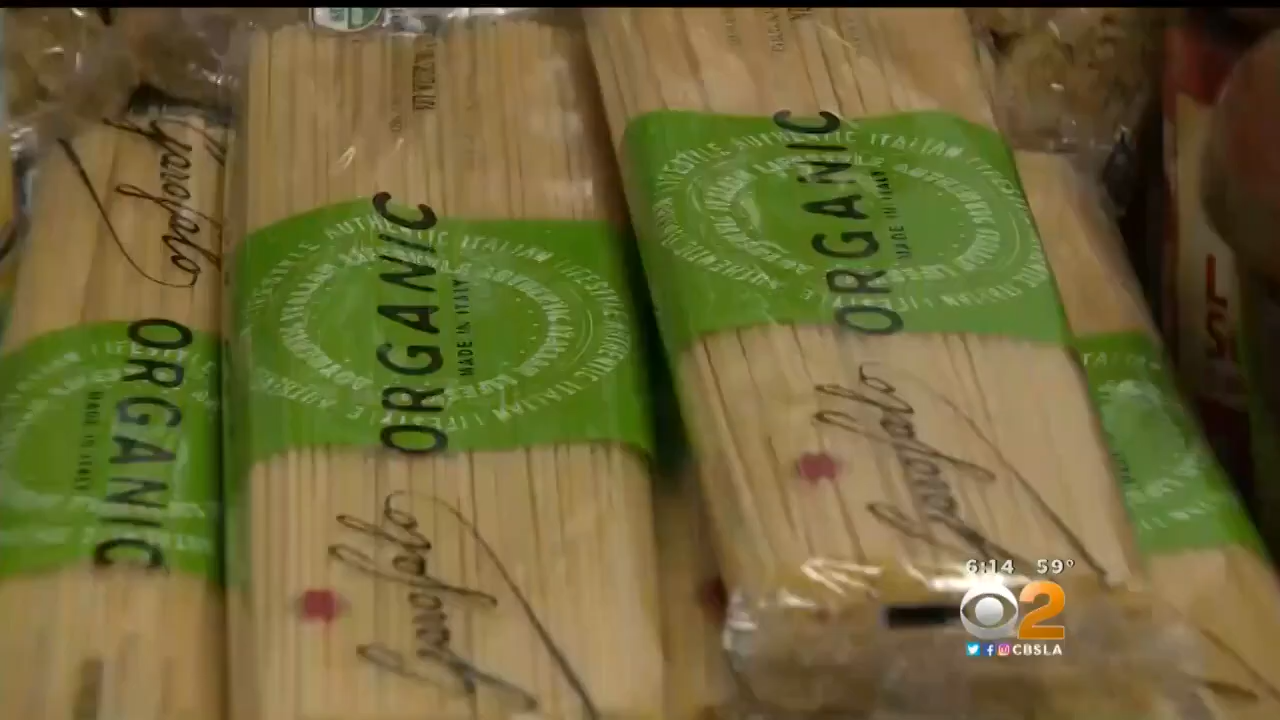 Garofalo
ORGANIC
MADE IN ITALY
ORGANIC
MADE IN ITALY
AUTHENTIC ITALIAN LIFESTYLE
Garofalo
ORGANIC
MADE IN ITALY
AUTHENTIC ITALIAN LIFESTYLE
Garofalo
6:14 59°
2
CBSLA